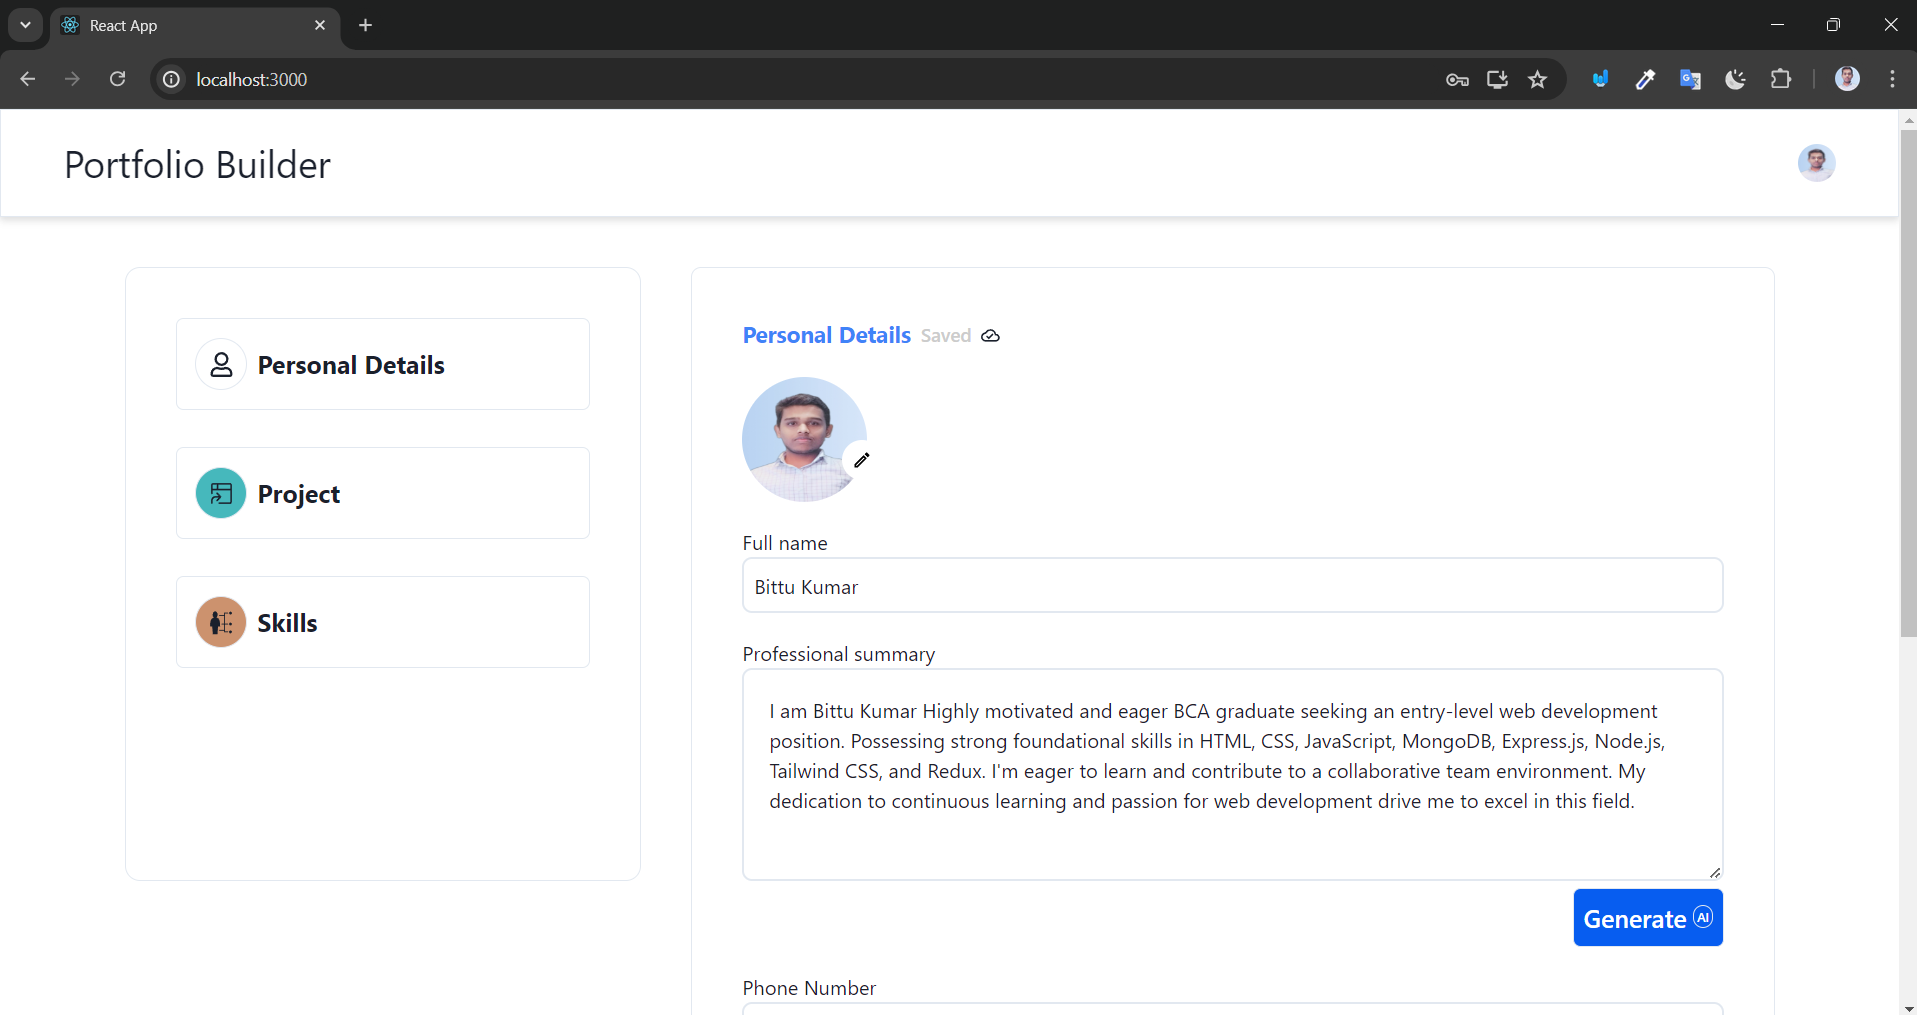 React App
localhost:3000
Portfolio Builder
Personal Details
Project
Skills
Personal Details Saved
Full name
Bittu Kumar
Professional summary
I am Bittu Kumar Highly motivated and eager BCA graduate seeking an entry-level web development
position. Possessing strong foundational skills in HTML, CSS, JavaScript, MongoDB, Express.js, Node.js,
Tailwind CSS, and Redux. I'm eager to learn and contribute to a collaborative team environment. My
dedication to continuous learning and passion for web development drive me to excel in this field.
Generate AI
Phone Number